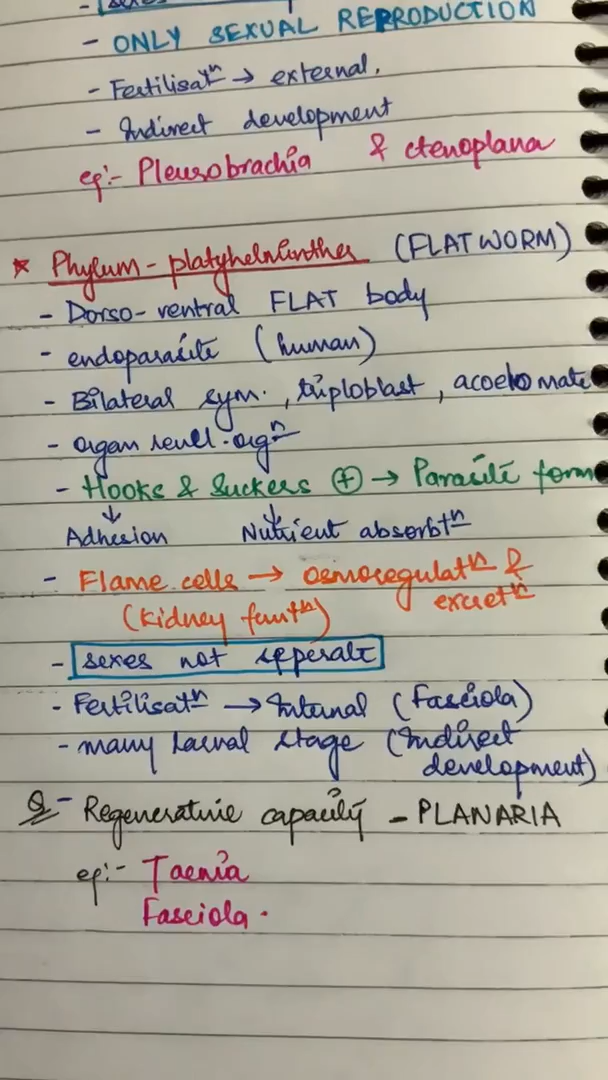 - ONLY SEXUAL REPRODUCTION
- Fertilisatⁿ → external.
- Indirect development
eg:- Pleurobrachia & ctenoplana
* Phylum - platyhelminthes (FLATWORM)
- Dorso-ventral FLAT body
- endoparasite (human)
- Bilateral sym., triploblast, acoelomate
- organ level orgⁿ
- Hooks & Suckers ⊕ → Parasite form
↓ ↓
Adhesion Nutrient absorbtⁿ
- Flame cells → osmoregulatⁿ &
excretⁿ
(kidney functⁿ)
- sexes not seperate
- Fertilisatⁿ → Internal (Fasciola)
- many larval stage (Indirect
development)
Q - Regenerative capacity - PLANARIA
eg:- Taenia
Fasciola.